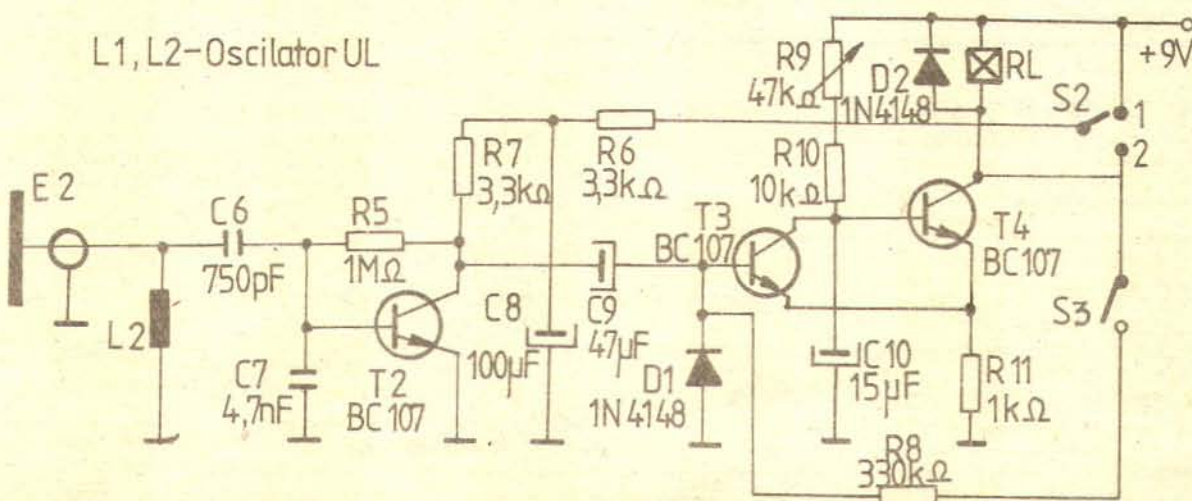 L1, L2-Oscilator UL
E2
C6
750pF
L2
C7
4,7nF
R5
1MΩ
T2
BC107
R7
3,3kΩ
R6
3,3kΩ
C8
100µF
C9
47µF
D1
1N4148
T3
BC107
R9
47kΩ
R10
10kΩ
D2
1N4148
RL
S2
+9V
1
2
T4
BC107
S3
C10
15µF
R11
1kΩ
R8
330kΩ